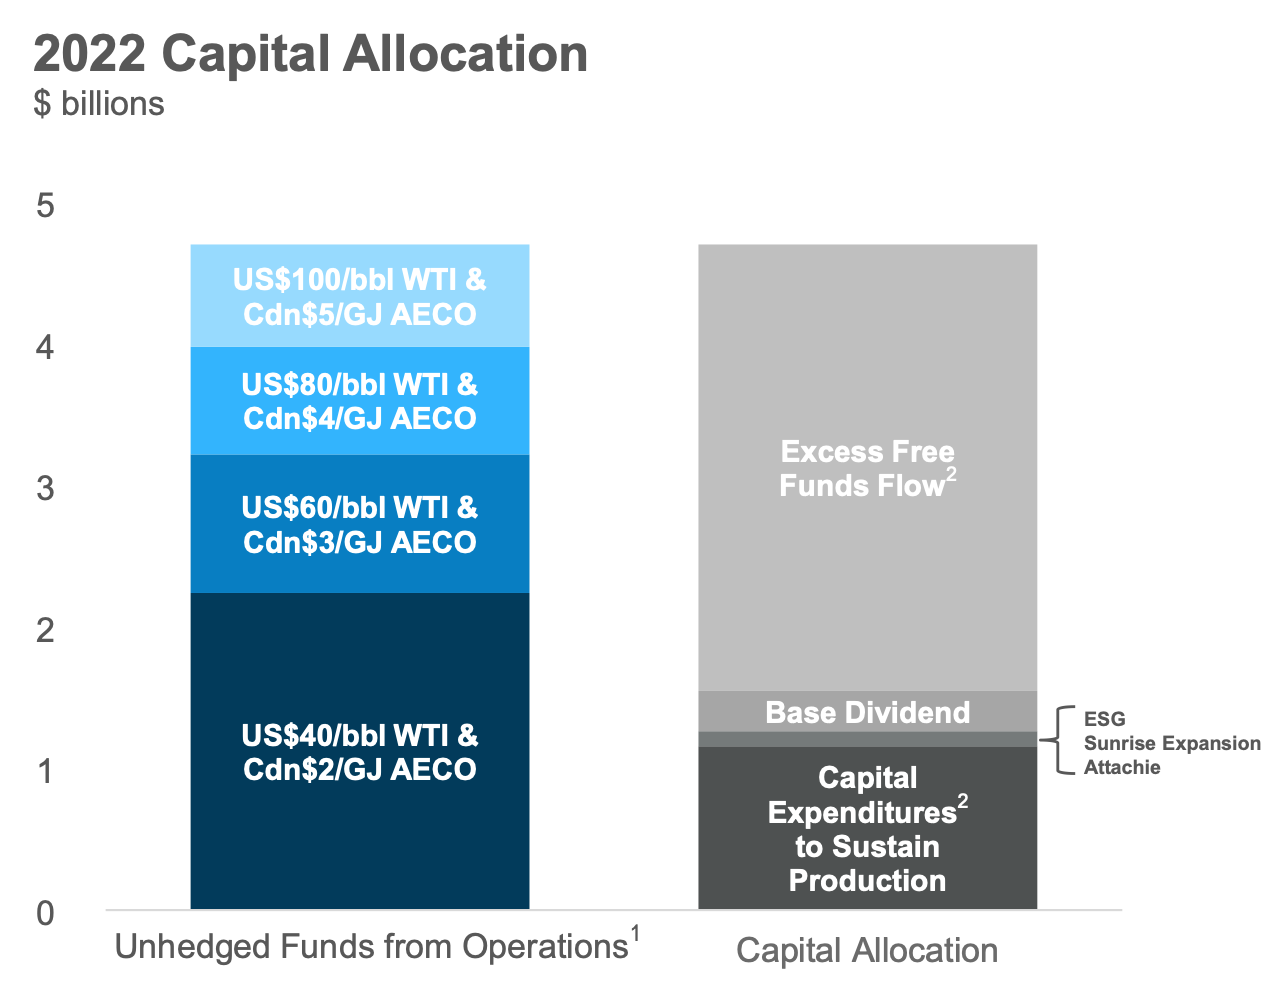 2022 Capital Allocation
$ billions
5
4
3
2
1
0
US$100/bbl WTI &
Cdn$5/GJ AECO
US$80/bbl WTI &
Cdn$4/GJ AECO
US$60/bbl WTI &
Cdn$3/GJ AECO
US$40/bbl WTI &
Cdn$2/GJ AECO
Unhedged Funds from Operations¹
Excess Free
Funds Flow²
Base Dividend
Capital
Expenditures²
to Sustain
Production
ESG
Sunrise Expansion
Attachie
Capital Allocation